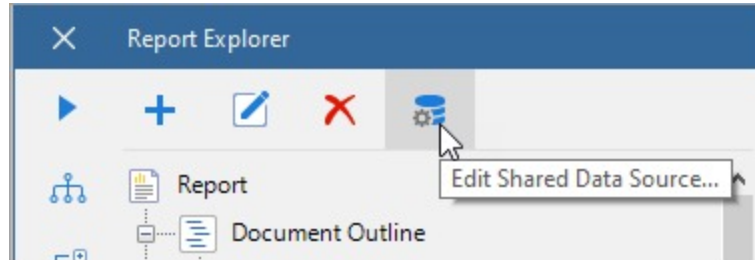 Report Explorer
Edit Shared Data Source...
Report
Document Outline